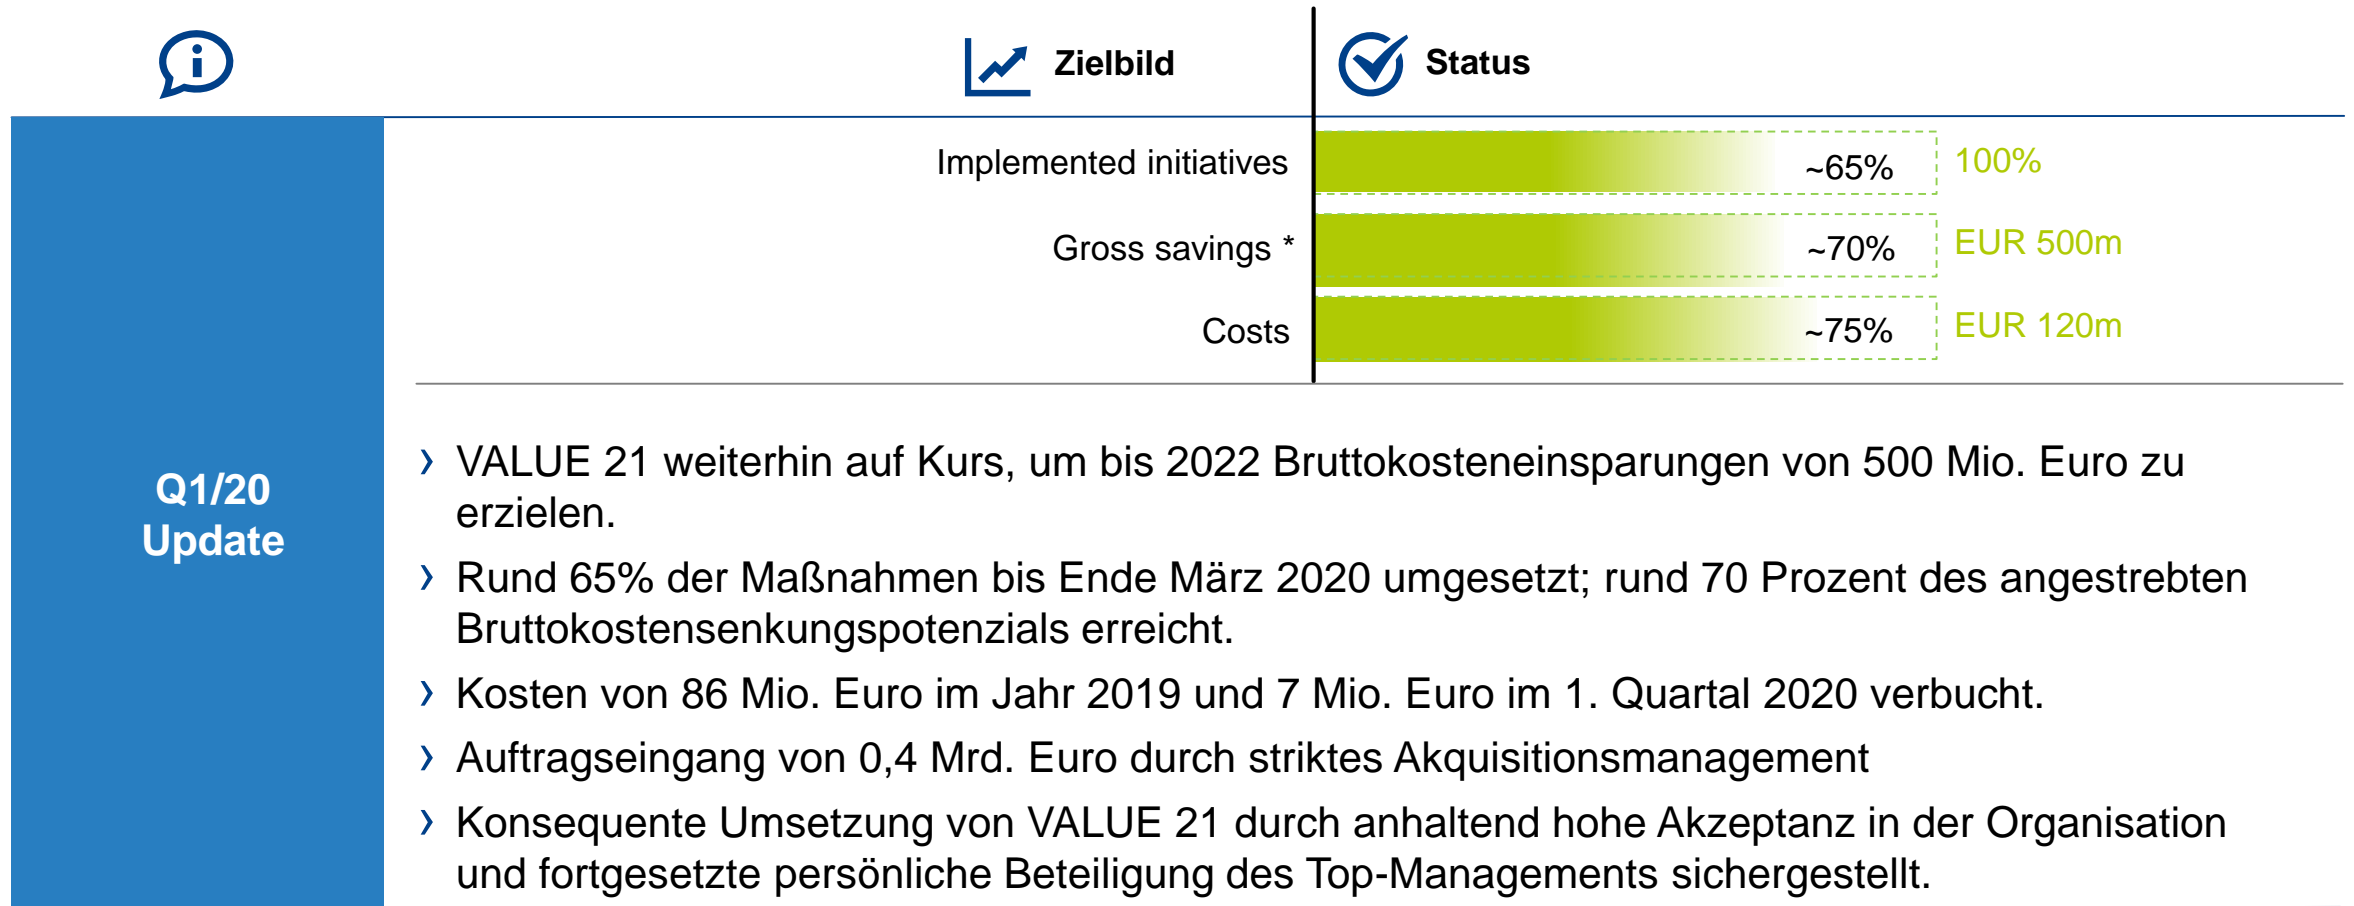 Zielbild
Status
Implemented initiatives
~65%
100%
Gross savings *
~70%
EUR 500m
Costs
~75%
EUR 120m
Q1/20
Update
› VALUE 21 weiterhin auf Kurs, um bis 2022 Bruttokosteneinsparungen von 500 Mio. Euro zu
erzielen.
› Rund 65% der Maßnahmen bis Ende März 2020 umgesetzt; rund 70 Prozent des angestrebten
Bruttokostensenkungspotenzials erreicht.
› Kosten von 86 Mio. Euro im Jahr 2019 und 7 Mio. Euro im 1. Quartal 2020 verbucht.
› Auftragseingang von 0,4 Mrd. Euro durch striktes Akquisitionsmanagement
› Konsequente Umsetzung von VALUE 21 durch anhaltend hohe Akzeptanz in der Organisation
und fortgesetzte persönliche Beteiligung des Top-Managements sichergestellt.